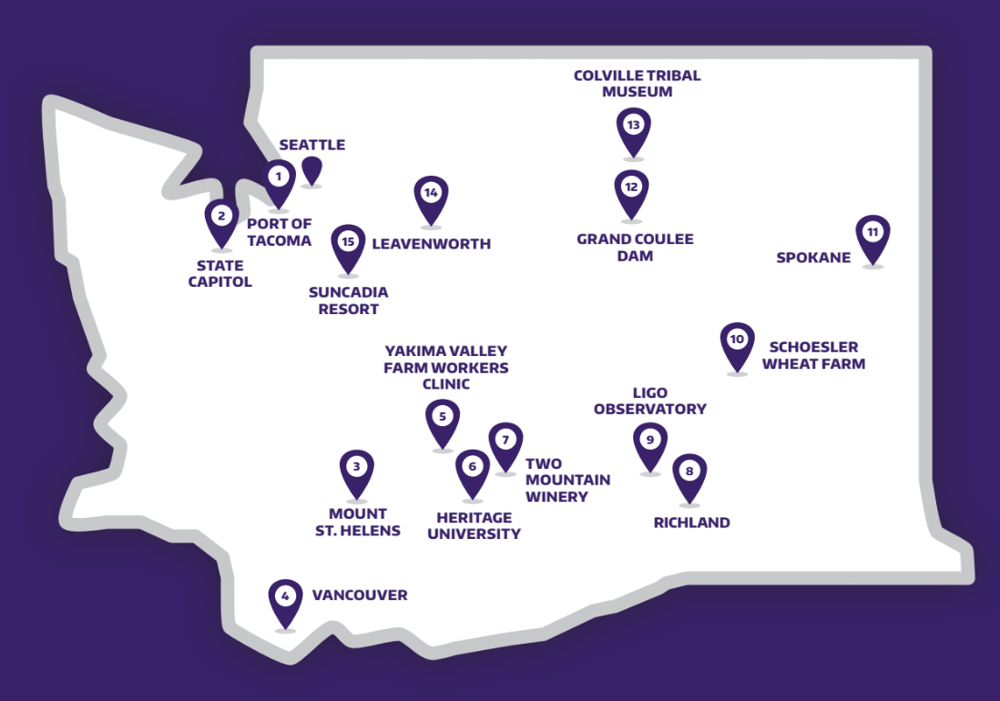 COLVILLE TRIBAL
MUSEUM
13
SEATTLE
1
12
14
2
PORT OF
TACOMA
15
LEAVENWORTH
GRAND COULEE
DAM
11
SPOKANE
STATE
CAPITOL
SUNCADIA
RESORT
10
SCHOESLER
WHEAT FARM
YAKIMA VALLEY
FARM WORKERS
CLINIC
5
LIGO
OBSERVATORY
9
7
TWO
MOUNTAIN
WINERY
3
6
8
MOUNT
ST. HELENS
HERITAGE
UNIVERSITY
RICHLAND
4
VANCOUVER